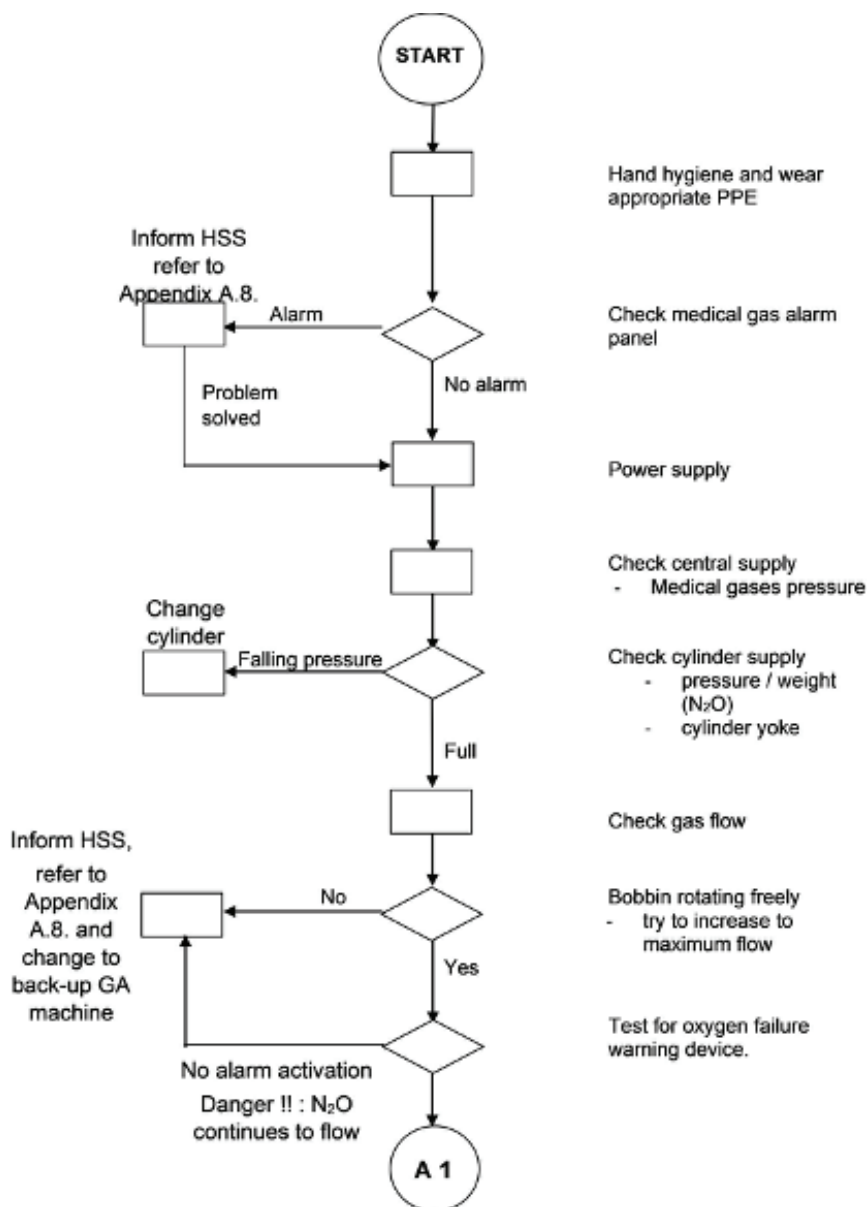 START
Hand hygiene and wear
appropriate PPE
Inform HSS
refer to
Appendix A.8.
Alarm
Check medical gas alarm
panel
No alarm
Problem
solved
Power supply
Check central supply
- Medical gases pressure
Change
cylinder
Falling pressure
Check cylinder supply
- pressure / weight
(N₂O)
- cylinder yoke
Full
Check gas flow
Inform HSS,
refer to
Appendix
A.8. and
change to
back-up GA
machine
No
Bobbin rotating freely
- try to increase to
maximum flow
Yes
Test for oxygen failure
warning device.
No alarm activation
Danger !! : N₂O
continues to flow
A 1